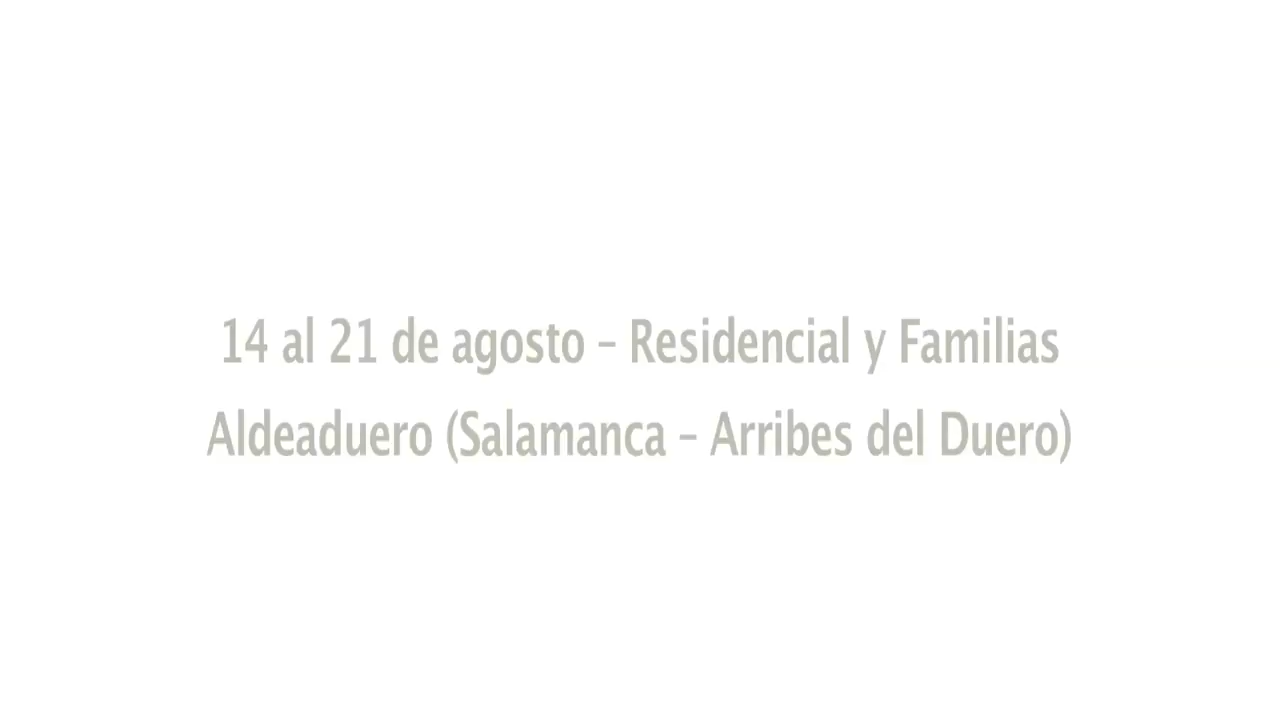 14 al 21 de agosto – Residencial y Familias
Aldeaduero (Salamanca – Arribes del Duero)